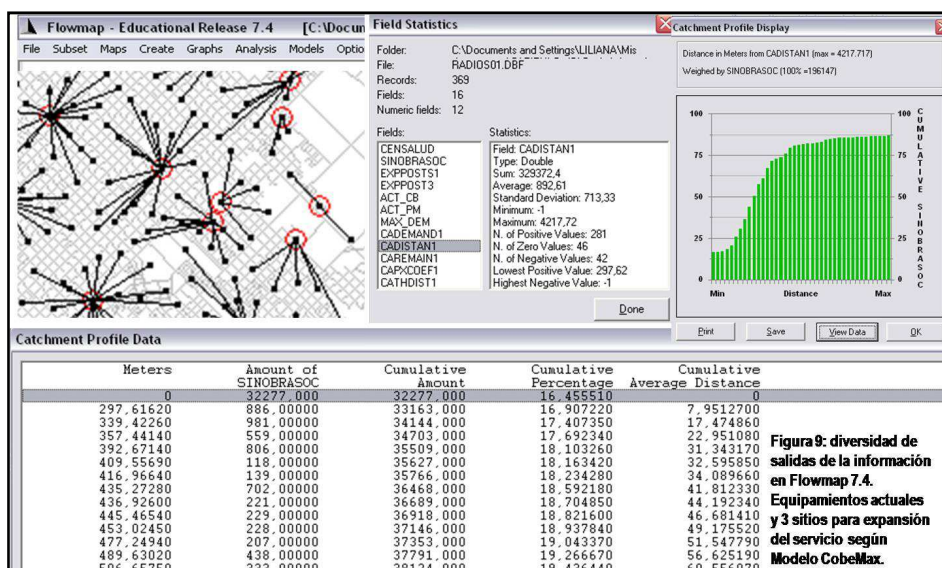 Flowmap - Educational Release 7.4 [C:\Docum
File Subset Maps Create Graphs Analysis Models Optio
Field Statistics
Folder: C:\Documents and Settings\LILIANA\Mis
File: RADIOS01.DBF
Records: 369
Fields: 16
Numeric fields: 12
Fields:
CENSALUD
SINOBRASOC
EXPPOSTS1
EXPPOST3
ACT_CB
ACT_PM
MAX_DEM
CADEMAND1
CADISTAN1
CAREMAIN1
CAPXCOEF1
CATHDIST1
Statistics:
Field: CADISTAN1
Type: Double
Sum: 329372,4
Average: 892,61
Standard Deviation: 713,33
Minimum: -1
Maximum: 4217,72
N. of Positive Values: 281
N. of Zero Values: 46
N. of Negative Values: 42
Lowest Positive Value: 297,62
Highest Negative Value: -1
Done
Catchment Profile Display
Distance in Meters from CADISTAN1 (max = 4217.717)
Weighed by SINOBRASOC (100% =196147)
100 100
75 75
50 50
25 25
0 0
CUMULATIVE SINOBRASOC
Min Distance Max
Print Save View Data OK
Catchment Profile Data
Meters Amount of SINOBRASOC Cumulative Amount Cumulative Percentage Cumulative Average Distance
0 32277,000 32277,000 16,455510 0
297,61620 886,00000 33163,000 16,907220 7,9512700
339,42260 981,00000 34144,000 17,407350 17,474860
357,44140 559,00000 34703,000 17,692340 22,951080
392,67140 806,00000 35509,000 18,103260 31,343170
409,55690 118,00000 35627,000 18,163420 32,595850
416,96640 139,00000 35766,000 18,234280 34,089660
435,27280 702,00000 36468,000 18,592180 41,812330
436,92600 221,00000 36689,000 18,704850 44,192340
445,46540 229,00000 36918,000 18,821600 46,681410
453,02450 228,00000 37146,000 18,937840 49,175520
477,24940 207,00000 37353,000 19,043370 51,547790
489,63020 438,00000 37791,000 19,266670 56,625190
Figura 9: diversidad de
salidas de la información
en Flowmap 7.4.
Equipamientos actuales
y 3 sitios para expansión
del servicio según
Modelo CobeMax.